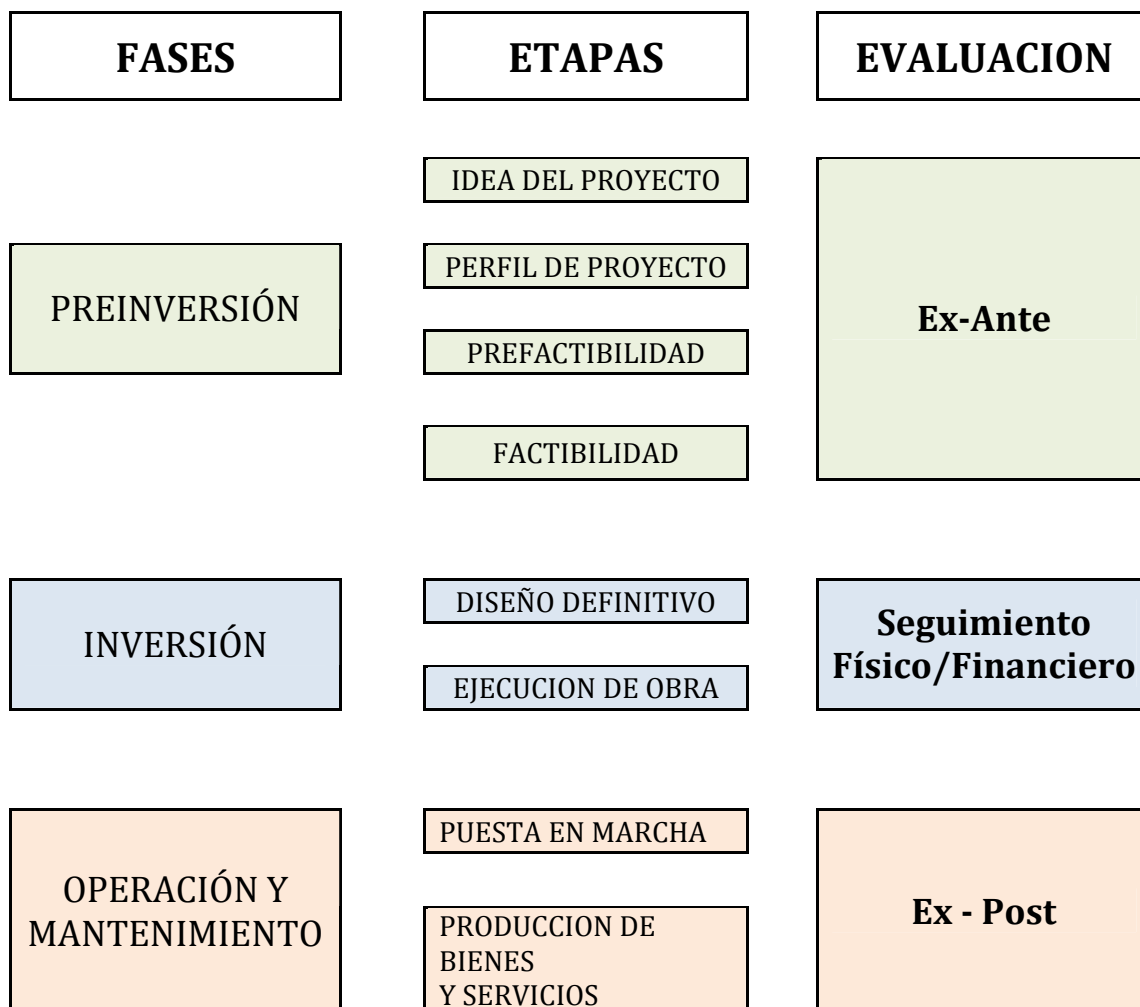 FASES
ETAPAS
EVALUACION
PREINVERSIÓN
IDEA DEL PROYECTO
PERFIL DE PROYECTO
PREFACTIBILIDAD
FACTIBILIDAD
Ex-Ante
INVERSIÓN
DISEÑO DEFINITIVO
EJECUCION DE OBRA
Seguimiento
Físico/Financiero
OPERACIÓN Y
MANTENIMIENTO
PUESTA EN MARCHA
PRODUCCION DE
BIENES
Y SERVICIOS
Ex - Post